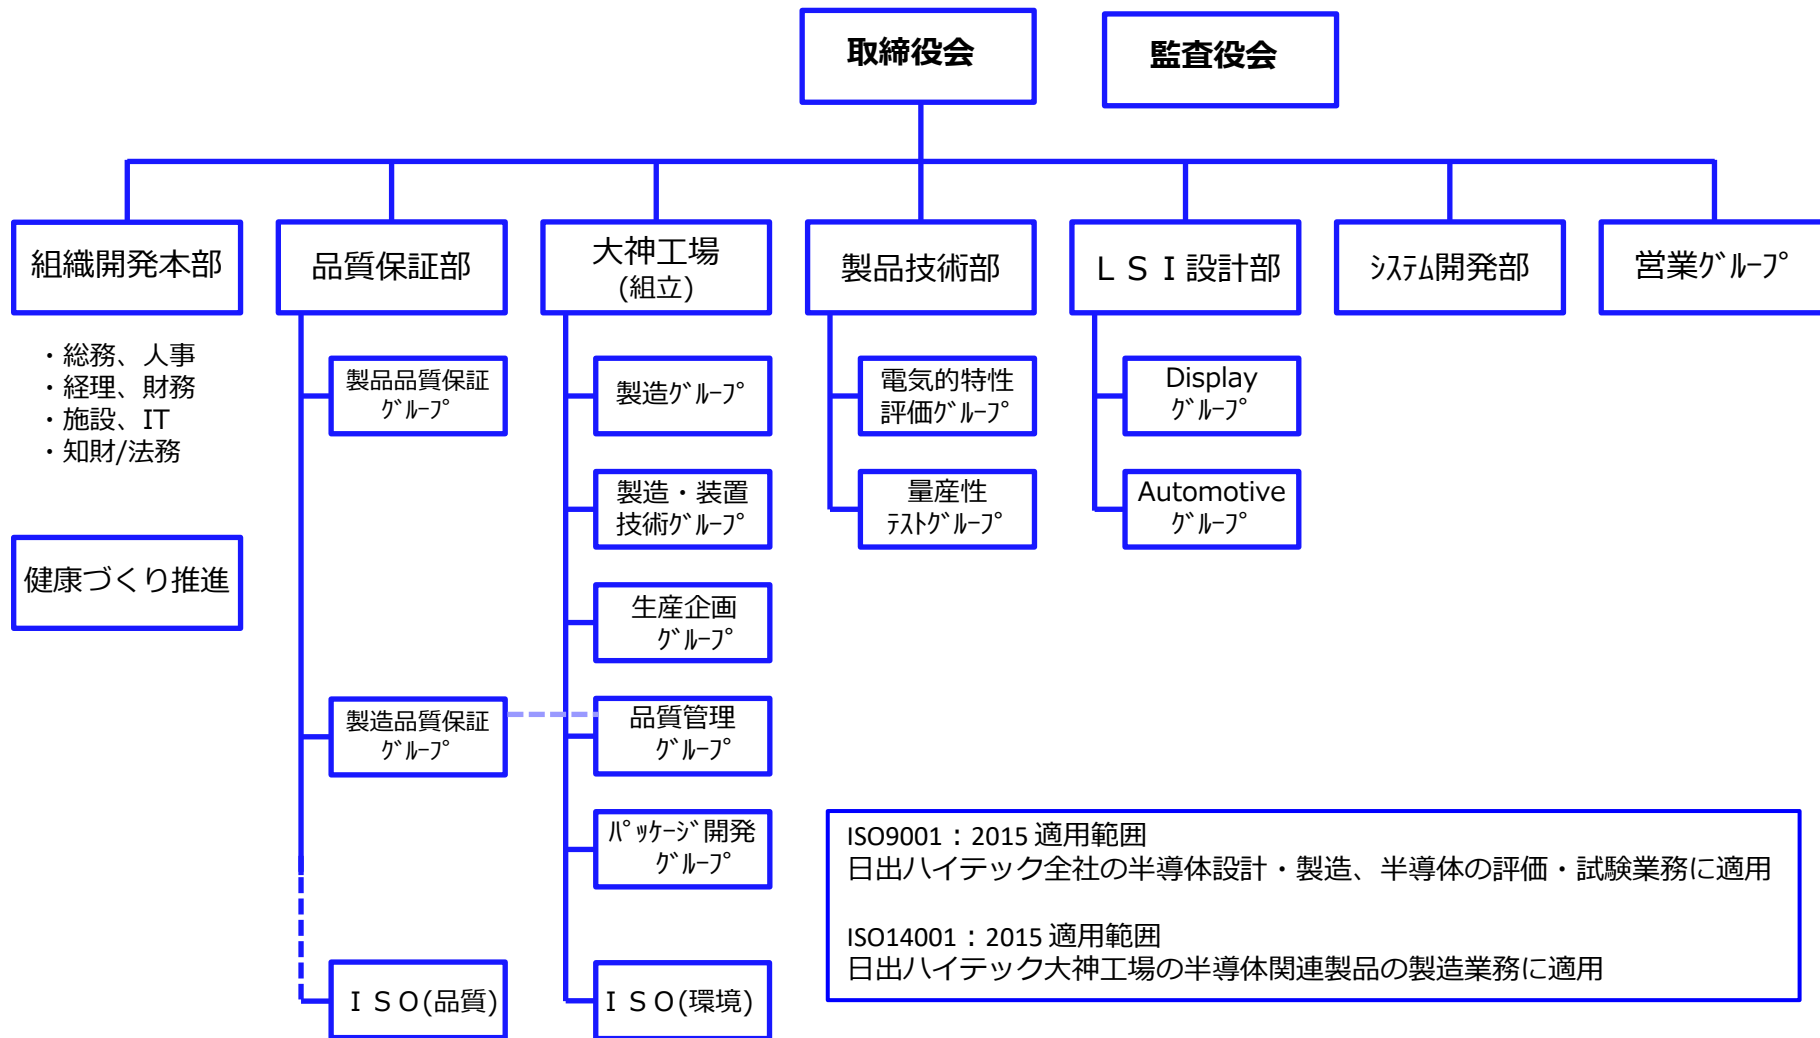 取締役会
監査役会
組織開発本部
品質保証部
大神工場
(組立)
製品技術部
ＬＳＩ設計部
ｼｽﾃﾑ開発部
営業ｸﾞﾙｰﾌﾟ
・総務、人事
・経理、財務
・施設、IT
・知財/法務
健康づくり推進
製品品質保証
ｸﾞﾙｰﾌﾟ
製造品質保証
ｸﾞﾙｰﾌﾟ
ＩＳＯ(品質)
製造ｸﾞﾙｰﾌﾟ
製造・装置
技術ｸﾞﾙｰﾌﾟ
生産企画
ｸﾞﾙｰﾌﾟ
品質管理
ｸﾞﾙｰﾌﾟ
ﾊﾟｯｹｰｼﾞ開発
ｸﾞﾙｰﾌﾟ
ＩＳＯ(環境)
電気的特性
評価ｸﾞﾙｰﾌﾟ
量産性
ﾃｽﾄｸﾞﾙｰﾌﾟ
Display
ｸﾞﾙｰﾌﾟ
Automotive
ｸﾞﾙｰﾌﾟ
ISO9001：2015 適用範囲
日出ハイテック全社の半導体設計・製造、半導体の評価・試験業務に適用
ISO14001：2015 適用範囲
日出ハイテック大神工場の半導体関連製品の製造業務に適用